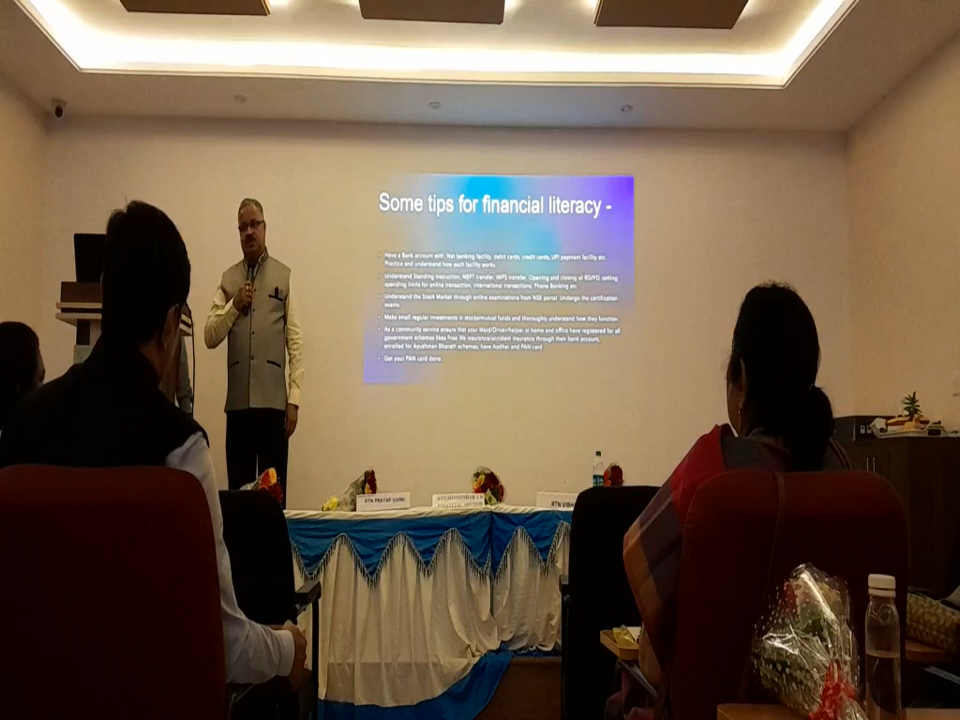 Some tips for financial literacy -
Have a Bank account with Net banking facility, debit cards, credit cards, UPI payment facility etc.
Practice and understand how each facility works.
Understand Standing Instruction, NEFT transfer, IMPS transfer, Opening and closing of RD/FD, setting
spending limits for online transaction, international transactions, Phone Banking etc
Understand the Stock Market through online examinations from NSE portal. Undergo the certification
exams.
Make small regular investments in stocks/mutual funds and thoroughly understand how they function.
As a community service ensure that your Maid/Driver/helper at home and office have registered for all
government schemes likes free life insurance/accident insurance through their bank account,
enrolled for Ayushman Bharath schemes, have Aadhar and PAN card
Get your PAN card done.
RTN PRATAP
FINANCIAL
RTN